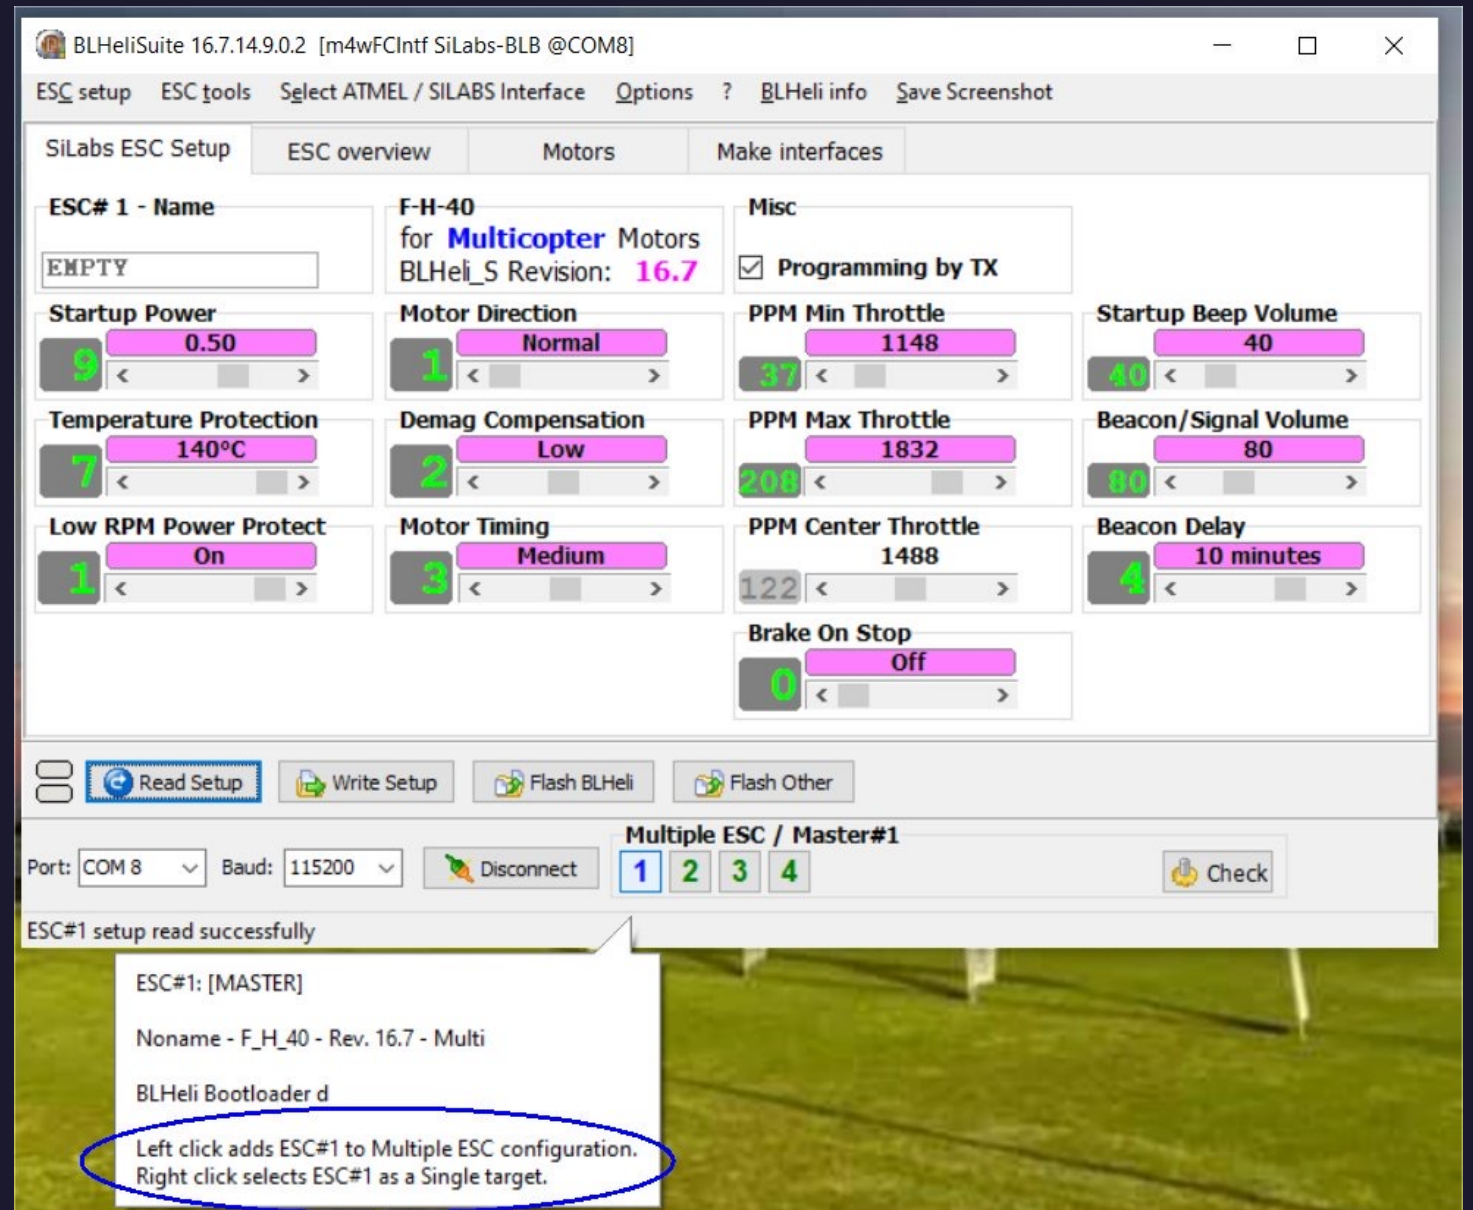 BLHeliSuite 16.7.14.9.0.2 [m4wFCIntf SiLabs-BLB @COM8]
ESC setup ESC tools Select ATMEL / SILABS Interface Options ? BLHeli info Save Screenshot
SiLabs ESC Setup ESC overview Motors Make interfaces
ESC# 1 - Name F-H-40 Misc
for Multicopter Motors
EMPTY BLHeli_S Revision: 16.7 Programming by TX
Startup Power Motor Direction PPM Min Throttle Startup Beep Volume
0.50 Normal 1148 40
9 1 37 40
Temperature Protection Demag Compensation PPM Max Throttle Beacon/Signal Volume
140°C Low 1832 80
7 2 208 80
Low RPM Power Protect Motor Timing PPM Center Throttle Beacon Delay
On Medium 1488 10 minutes
1 3 122 4
Brake On Stop
Off
0
Read Setup Write Setup Flash BLHeli Flash Other
Multiple ESC / Master#1
Port: COM 8 Baud: 115200 Disconnect 1 2 3 4 Check
ESC#1 setup read successfully
ESC#1: [MASTER]
Noname - F_H_40 - Rev. 16.7 - Multi
BLHeli Bootloader d
Left click adds ESC#1 to Multiple ESC configuration.
Right click selects ESC#1 as a Single target.